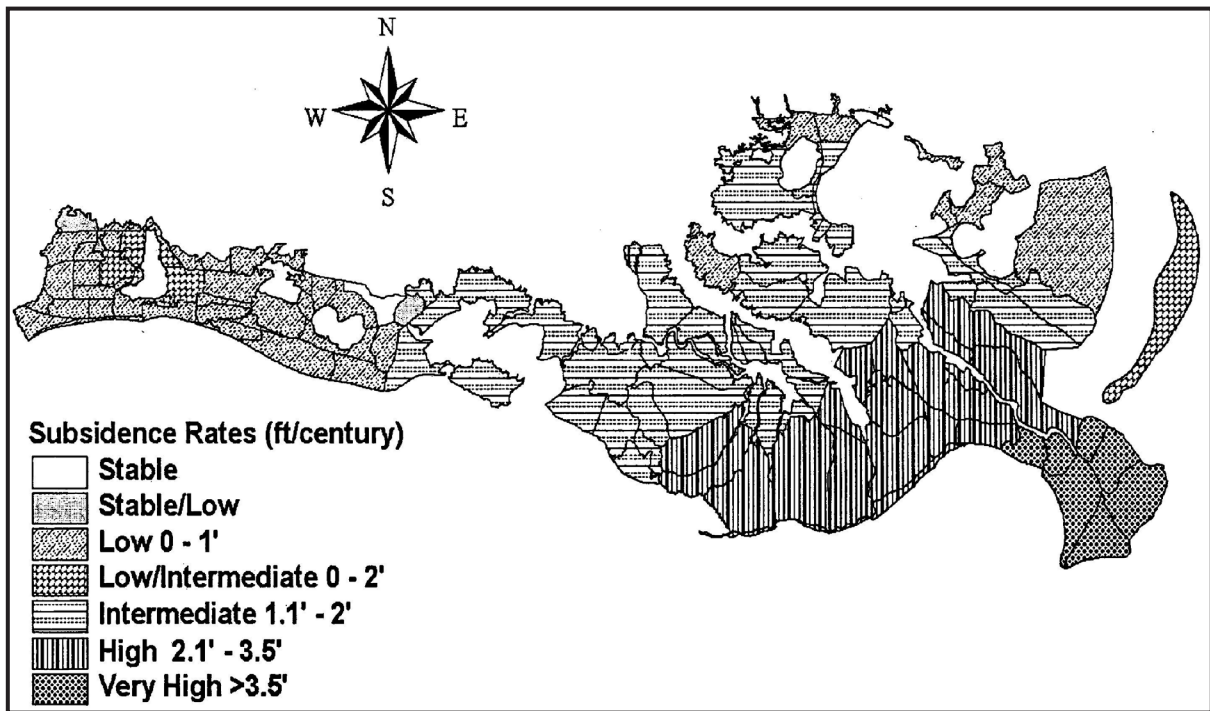 N
W E
S
Subsidence Rates (ft/century)
Stable
Stable/Low
Low 0 - 1'
Low/Intermediate 0 - 2'
Intermediate 1.1' - 2'
High 2.1' - 3.5'
Very High >3.5'